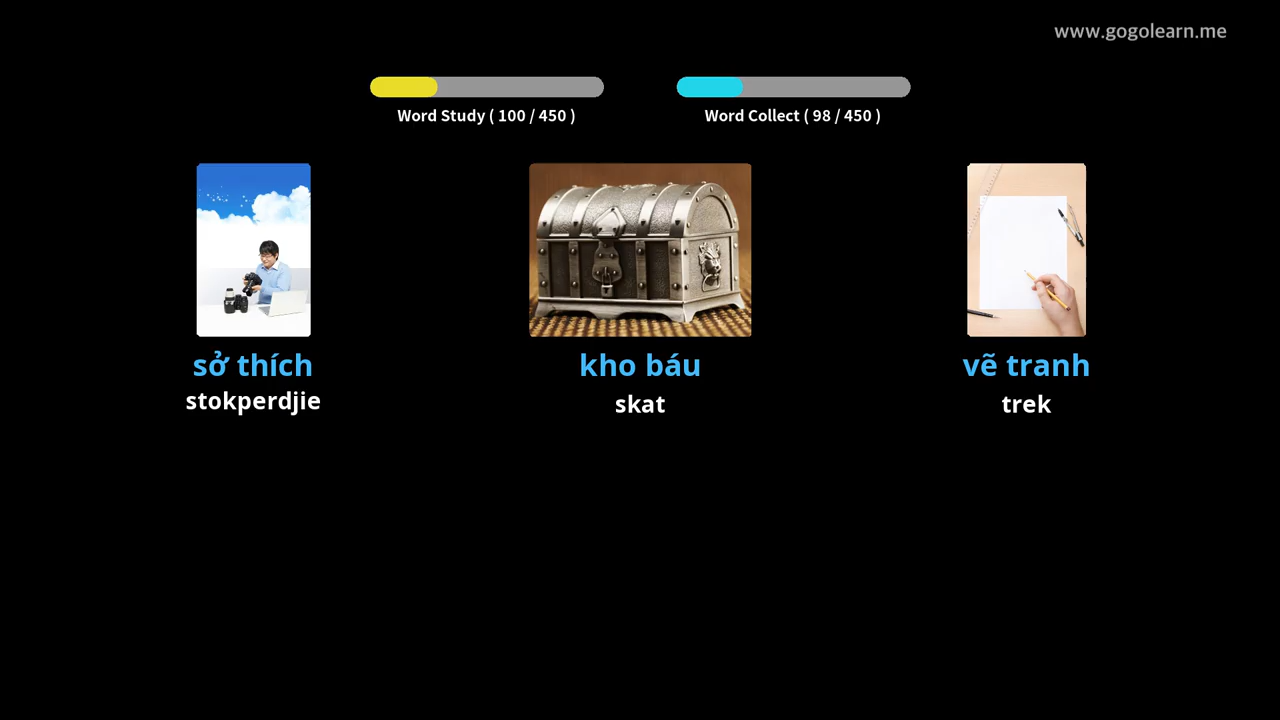 www.gogolearn.me
Word Study ( 100 / 450 )
Word Collect ( 98 / 450 )
sở thích
stokperdjie
kho báu
skat
vẽ tranh
trek